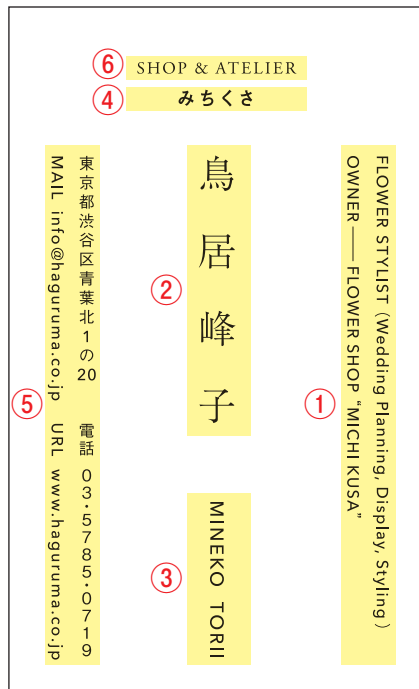 ⑥ SHOP & ATELIER
④ みちくさ
① FLOWER STYLIST (Wedding Planning, Display, Styling)
OWNER — FLOWER SHOP “MICHI KUSA”
② 鳥居峰子
③ MINEKO TORII
⑤ 東京都渋谷区青葉北1の20 電話 03・5785・0719
MAIL info@haguruma.co.jp URL www.haguruma.co.jp